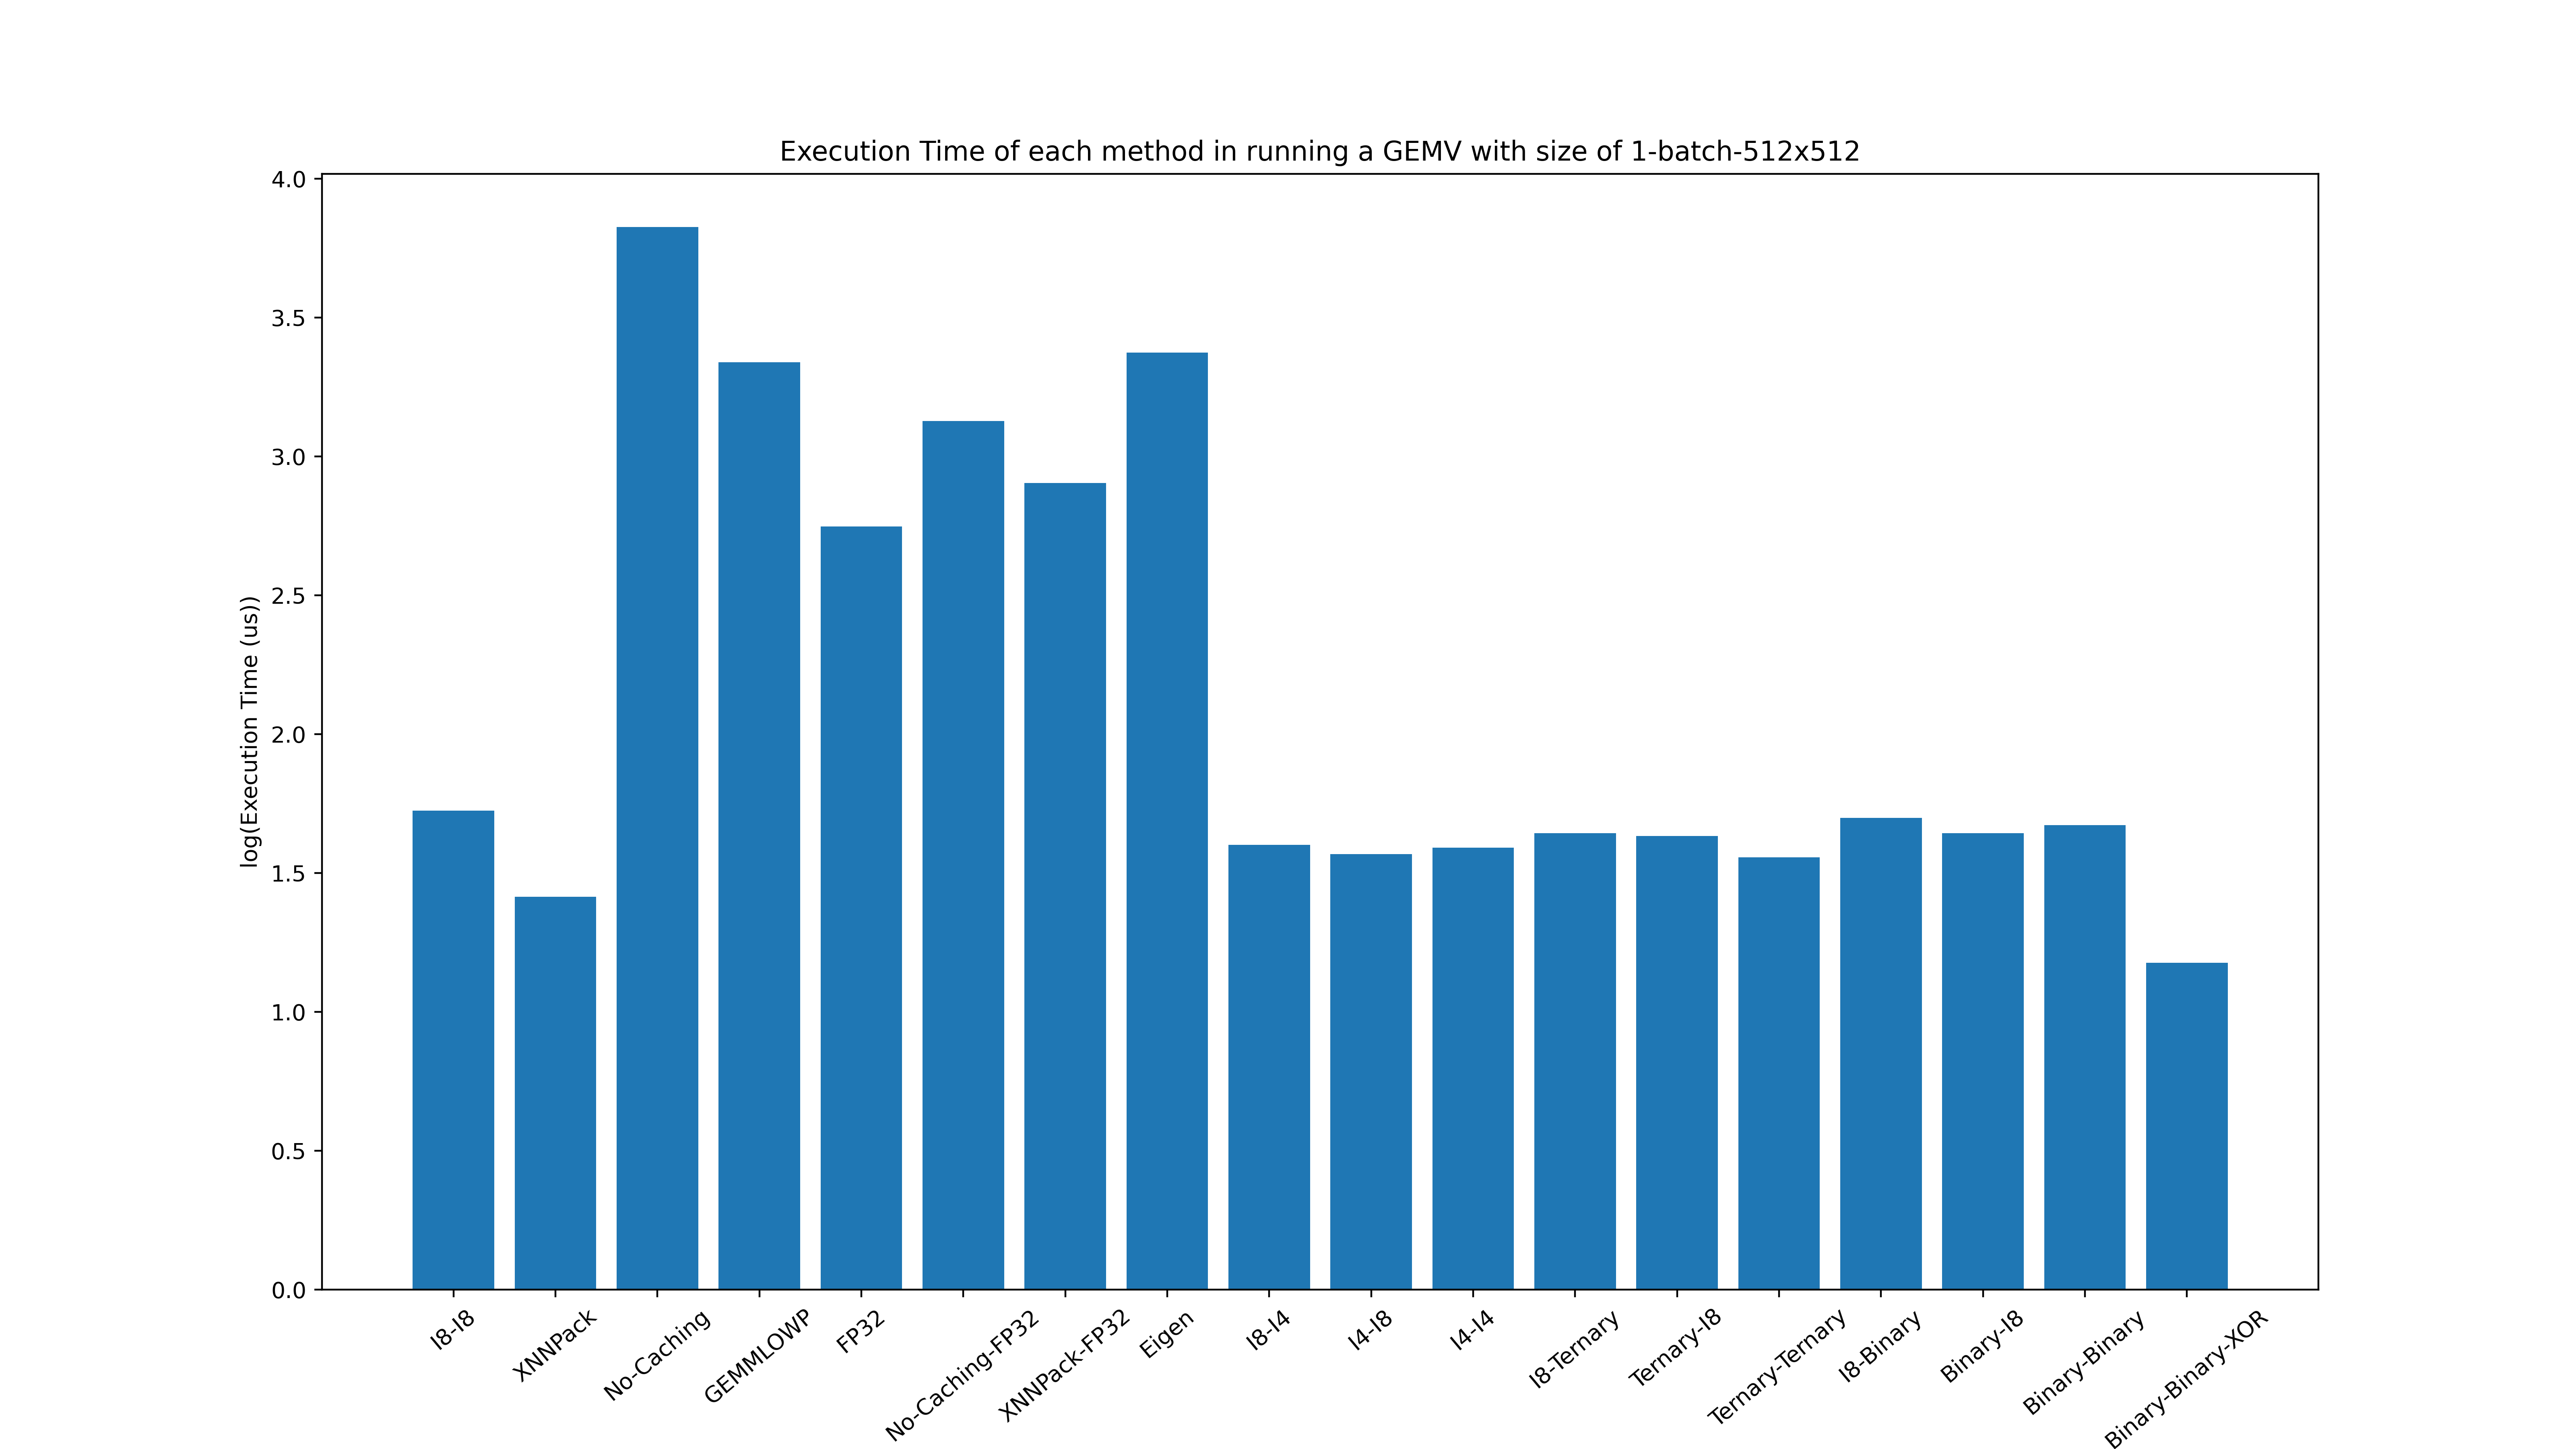 Execution Time of each method in running a GEMV with size of 1-batch-512x512
log(Execution Time (us))
4.0
3.5
3.0
2.5
2.0
1.5
1.0
0.5
0.0
I8-I8
XNNPack
No-Caching
GEMMLOWP
FP32
No-Caching-FP32
XNNPack-FP32
Eigen
I8-I4
I4-I8
I4-I4
I8-Ternary
Ternary-I8
Ternary-Ternary
I8-Binary
Binary-I8
Binary-Binary
Binary-Binary-XOR